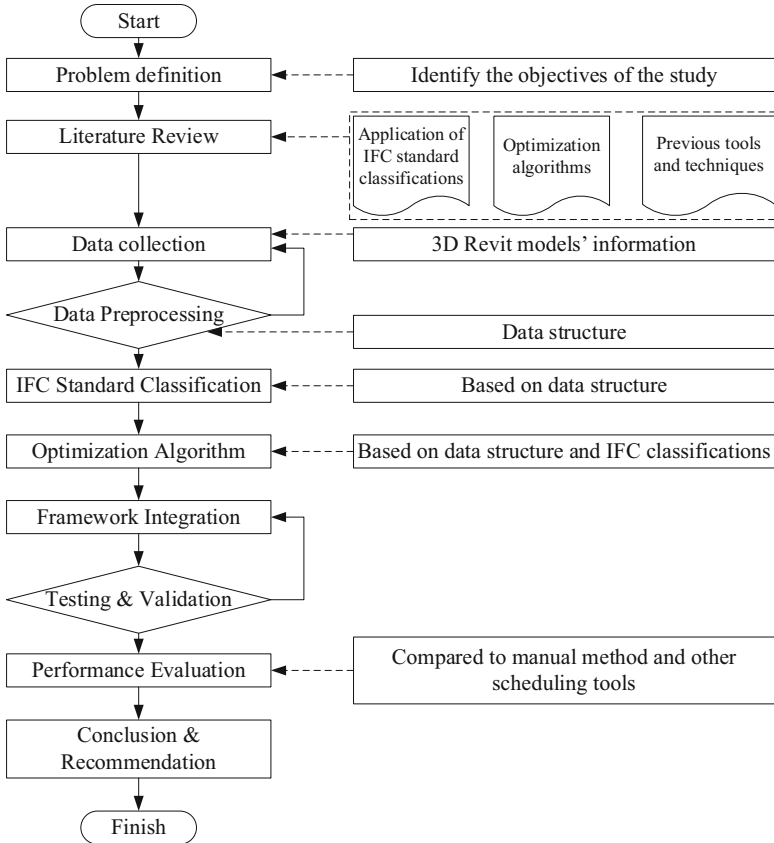 Start
Problem definition
Identify the objectives of the study
Literature Review
Application of
IFC standard
classifications
Optimization
algorithms
Previous tools
and techniques
Data collection
3D Revit models’ information
Data Preprocessing
Data structure
IFC Standard Classification
Based on data structure
Optimization Algorithm
Based on data structure and IFC classifications
Framework Integration
Testing & Validation
Performance Evaluation
Compared to manual method and other
scheduling tools
Conclusion &
Recommendation
Finish